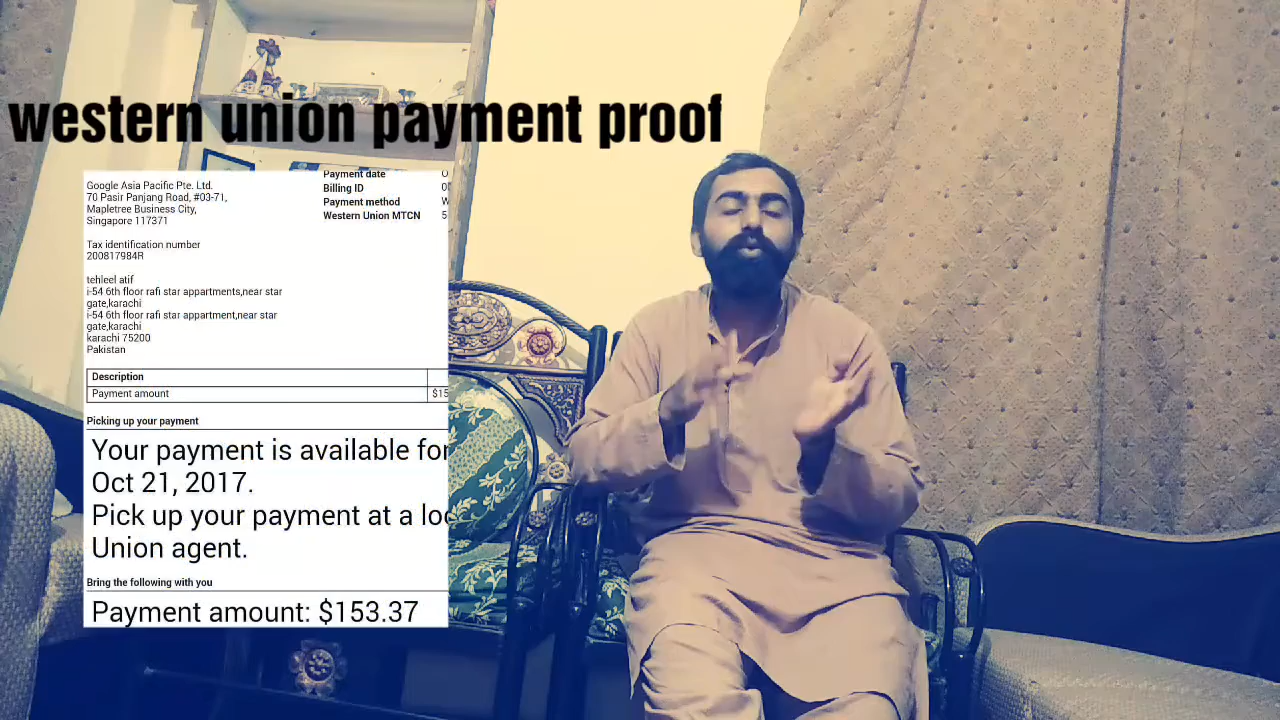 western union payment proof
Google Asia Pacific Pte. Ltd.
70 Pasir Panjang Road, #03-71,
Mapletree Business City,
Singapore 117371
Tax identification number
200817984R
tehleel atif
i-54 6th floor rafi star appartments,near star
gate,karachi
i-54 6th floor rafi star appartment,near star
gate,karachi
karachi 75200
Pakistan
Payment date
Billing ID
Payment method
Western Union MTCN 5
Description
Payment amount $15
Picking up your payment
Your payment is available for
Oct 21, 2017.
Pick up your payment at a loc
Union agent.
Bring the following with you
Payment amount: $153.37